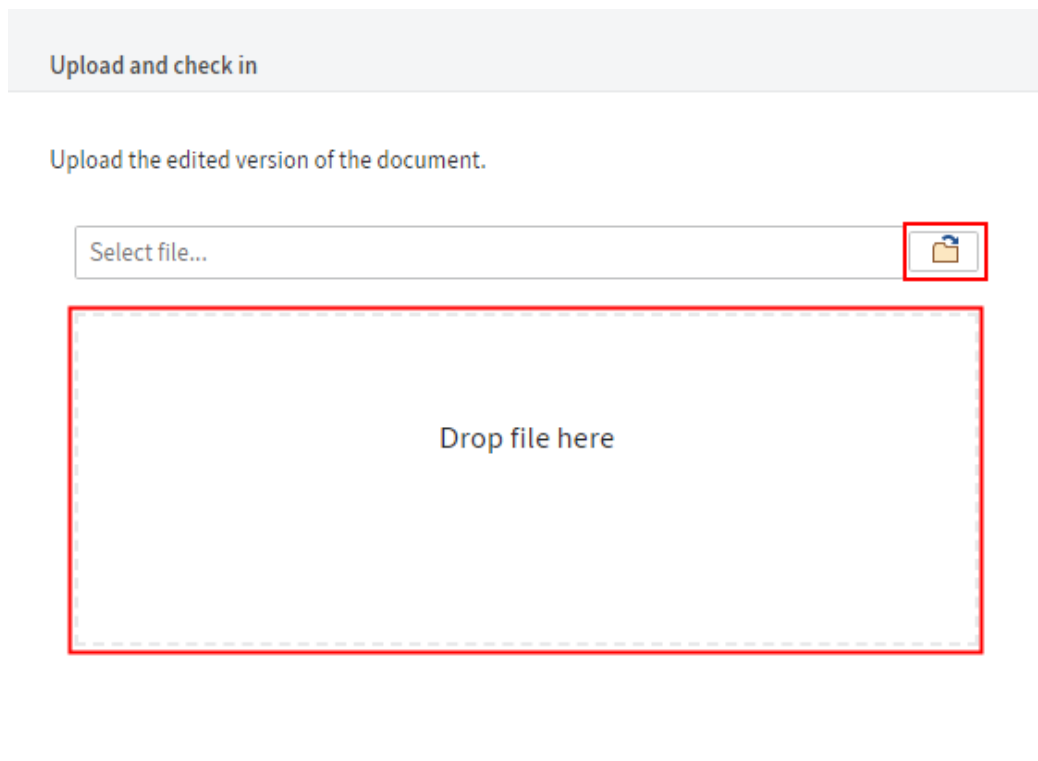 Upload and check in
Upload the edited version of the document.
Select file...
Drop file here